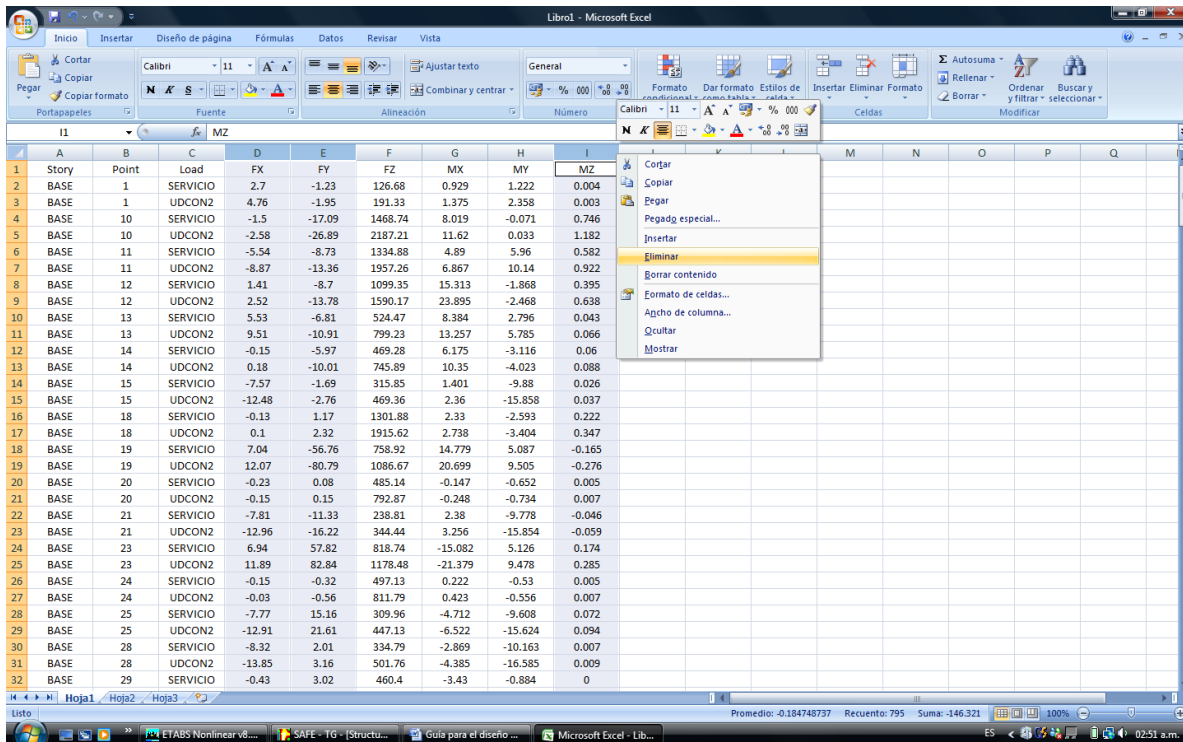 Libro1 - Microsoft Excel
Inicio Insertar Diseño de página Fórmulas Datos Revisar Vista
Pegar
Cortar
Copiar
Copiar formato
Portapapeles
Calibri 11
N K S
Fuente
Ajustar texto
Combinar y centrar
Alineación
General
% 000
Número
Formato condicional
Dar formato como tabla
Estilos de celda
Insertar Eliminar Formato
Celdas
Autosuma
Rellenar
Borrar
Ordenar y filtrar
Buscar y seleccionar
Modificar
Calibri 11 % 000
N K
I1 fx MZ
A B C D E F G H I M N O P Q
1 Story Point Load FX FY FZ MX MY MZ
2 BASE 1 SERVICIO 2.7 -1.23 126.68 0.929 1.222 0.004
3 BASE 1 UDCON2 4.76 -1.95 191.33 1.375 2.358 0.003
4 BASE 10 SERVICIO -1.5 -17.09 1468.74 8.019 -0.071 0.746
5 BASE 10 UDCON2 -2.58 -26.89 2187.21 11.62 0.033 1.182
6 BASE 11 SERVICIO -5.54 -8.73 1334.88 4.89 5.96 0.582
7 BASE 11 UDCON2 -8.87 -13.36 1957.26 6.867 10.14 0.922
8 BASE 12 SERVICIO 1.41 -8.7 1099.35 15.313 -1.868 0.395
9 BASE 12 UDCON2 2.52 -13.78 1590.17 23.895 -2.468 0.638
10 BASE 13 SERVICIO 5.53 -6.81 524.47 8.384 2.796 0.043
11 BASE 13 UDCON2 9.51 -10.91 799.23 13.257 5.785 0.066
12 BASE 14 SERVICIO -0.15 -5.97 469.28 6.175 -3.116 0.06
13 BASE 14 UDCON2 0.18 -10.01 745.89 10.35 -4.023 0.088
14 BASE 15 SERVICIO -7.57 -1.69 315.85 1.401 -9.88 0.026
15 BASE 15 UDCON2 -12.48 -2.76 469.36 2.36 -15.858 0.037
16 BASE 18 SERVICIO -0.13 1.17 1301.88 2.33 -2.593 0.222
17 BASE 18 UDCON2 0.1 2.32 1915.62 2.738 -3.404 0.347
18 BASE 19 SERVICIO 7.04 -56.76 758.92 14.779 5.087 -0.165
19 BASE 19 UDCON2 12.07 -80.79 1086.67 20.699 9.505 -0.276
20 BASE 20 SERVICIO -0.23 0.08 485.14 -0.147 -0.652 0.005
21 BASE 20 UDCON2 -0.15 0.15 792.87 -0.248 -0.734 0.007
22 BASE 21 SERVICIO -7.81 -11.33 238.81 2.38 -9.778 -0.046
23 BASE 21 UDCON2 -12.96 -16.22 344.44 3.256 -15.854 -0.059
24 BASE 23 SERVICIO 6.94 57.82 818.74 -15.082 5.126 0.174
25 BASE 23 UDCON2 11.89 82.84 1178.48 -21.379 9.478 0.285
26 BASE 24 SERVICIO -0.15 -0.32 497.13 0.222 -0.53 0.005
27 BASE 24 UDCON2 -0.03 -0.56 811.79 0.423 -0.556 0.007
28 BASE 25 SERVICIO -7.77 15.16 309.96 -4.712 -9.608 0.072
29 BASE 25 UDCON2 -12.91 21.61 447.13 -6.522 -15.624 0.094
30 BASE 28 SERVICIO -8.32 2.01 334.79 -2.869 -10.163 0.007
31 BASE 28 UDCON2 -13.85 3.16 501.76 -4.385 -16.585 0.009
32 BASE 29 SERVICIO -0.43 3.02 460.4 -3.43 -0.884 0
Cortar
Copiar
Pegar
Pegado especial...
Insertar
Eliminar
Borrar contenido
Formato de celdas...
Ancho de columna...
Ocultar
Mostrar
Hoja1 Hoja2 Hoja3
Listo Promedio: -0.184748737 Recuento: 795 Suma: -146.321 100%
ETABS Nonlinear v8.... SAFE - TG - [Structu... Guía para el diseño ... Microsoft Excel - Lib... ES 02:51 a.m.